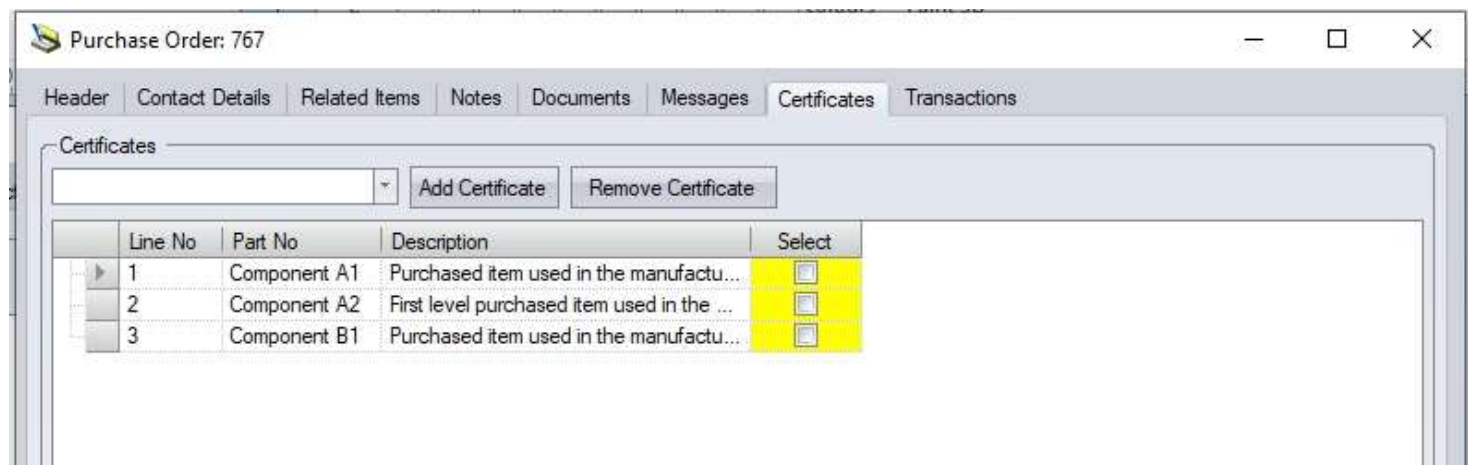 Purchase Order: 767
Header Contact Details Related Items Notes Documents Messages Certificates Transactions
Certificates
Add Certificate Remove Certificate
Line No Part No Description Select
1 Component A1 Purchased item used in the manufactu...
2 Component A2 First level purchased item used in the ...
3 Component B1 Purchased item used in the manufactu...